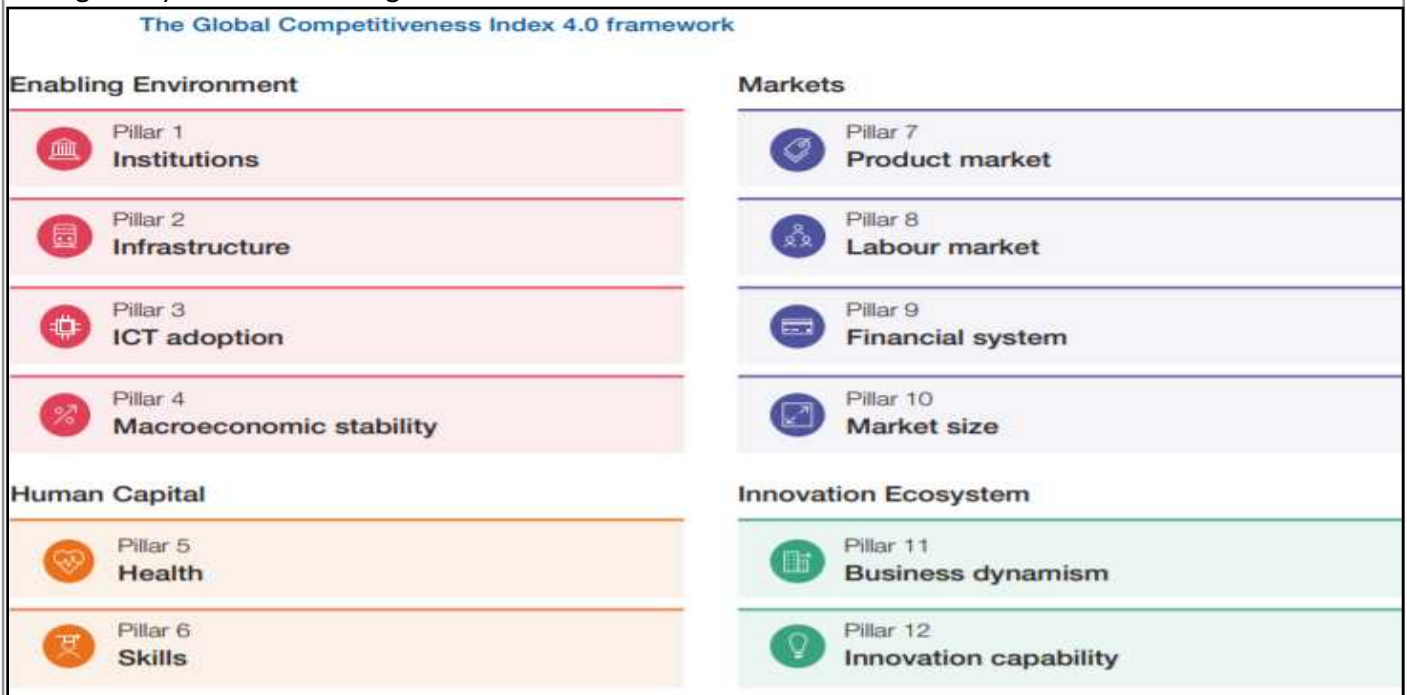 The Global Competitiveness Index 4.0 framework
Enabling Environment
Pillar 1
Institutions
Pillar 2
Infrastructure
Pillar 3
ICT adoption
Pillar 4
Macroeconomic stability
Human Capital
Pillar 5
Health
Pillar 6
Skills
Markets
Pillar 7
Product market
Pillar 8
Labour market
Pillar 9
Financial system
Pillar 10
Market size
Innovation Ecosystem
Pillar 11
Business dynamism
Pillar 12
Innovation capability